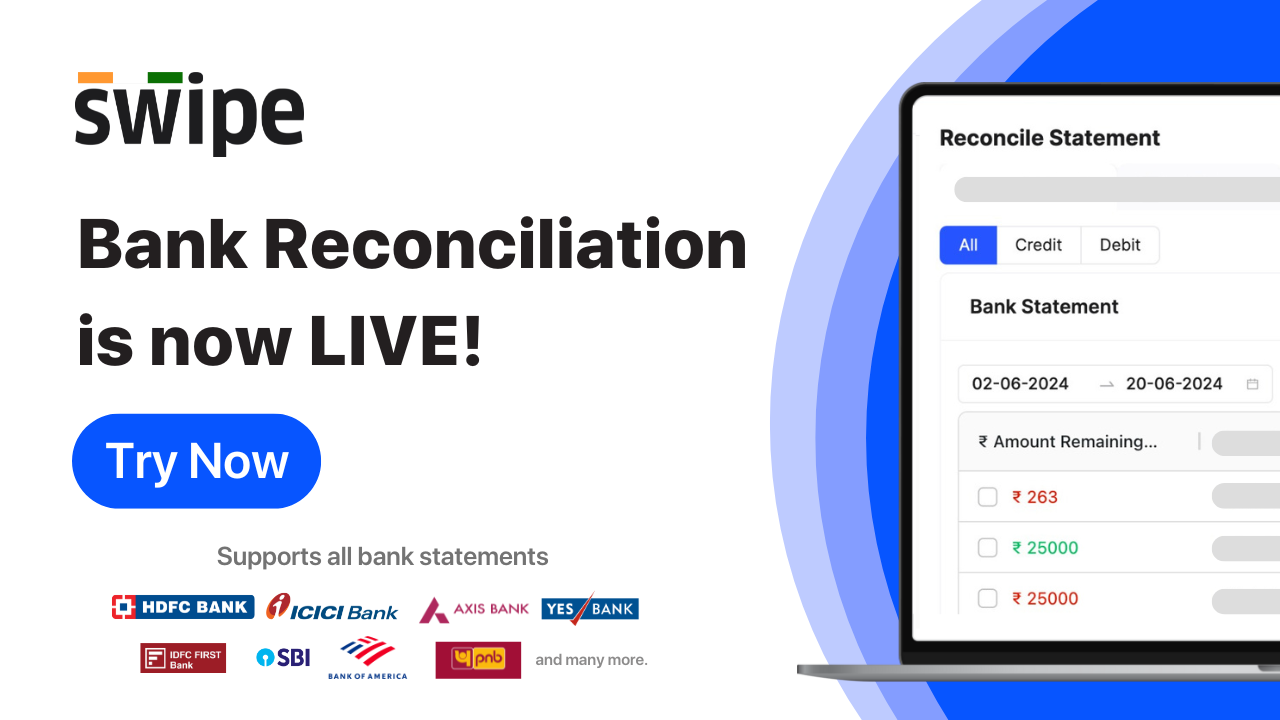 swipe
Bank Reconciliation
is now LIVE!
Try Now
Supports all bank statements
HDFC BANK
ICICI Bank
AXIS BANK
YES BANK
IDFC FIRST
Bank
SBI
BANK OF AMERICA
pnb
and many more.
Reconcile Statement
All Credit Debit
Bank Statement
02-06-2024 → 20-06-2024
₹ Amount Remaining...
₹ 263
₹ 25000
₹ 25000